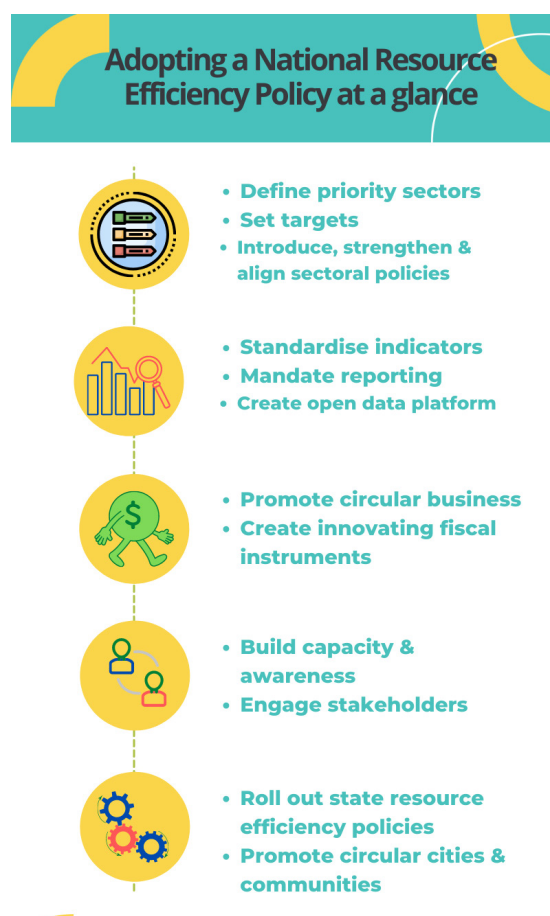 Adopting a National Resource
Efficiency Policy at a glance
• Define priority sectors
• Set targets
• Introduce, strengthen &
align sectoral policies
• Standardise indicators
• Mandate reporting
• Create open data platform
$
• Promote circular business
• Create innovating fiscal
instruments
• Build capacity &
awareness
• Engage stakeholders
• Roll out state resource
efficiency policies
• Promote circular cities &
communities